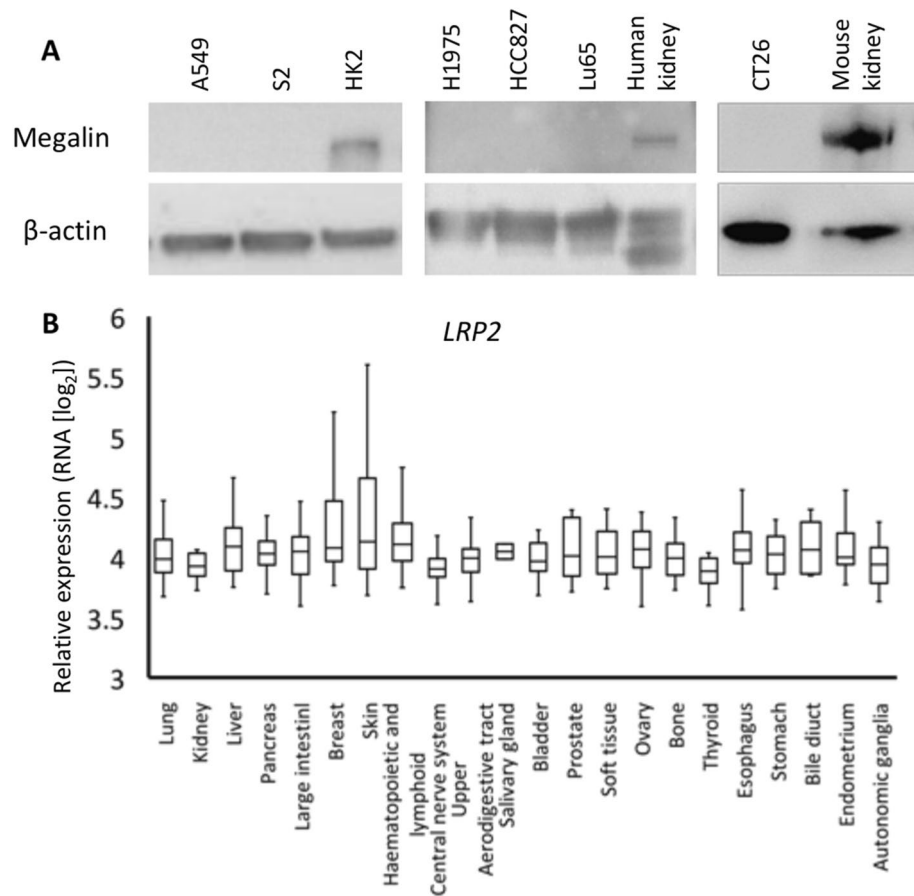 A
A549
S2
HK2
H1975
HCC827
Lu65
Human
kidney
CT26
Mouse
kidney
Megalin
β-actin
B
LRP2
Relative expression (RNA [log₂])
6
5.5
5
4.5
4
3.5
3
Lung
Kidney
Liver
Pancreas
Large intestinl
Breast
Skin
Haematopoietic and
lymphoid
Central nerve system
Upper
Aerodigestive tract
Salivary gland
Bladder
Prostate
Soft tissue
Ovary
Bone
Thyroid
Esophagus
Stomach
Bile diuct
Endometrium
Autonomic ganglia